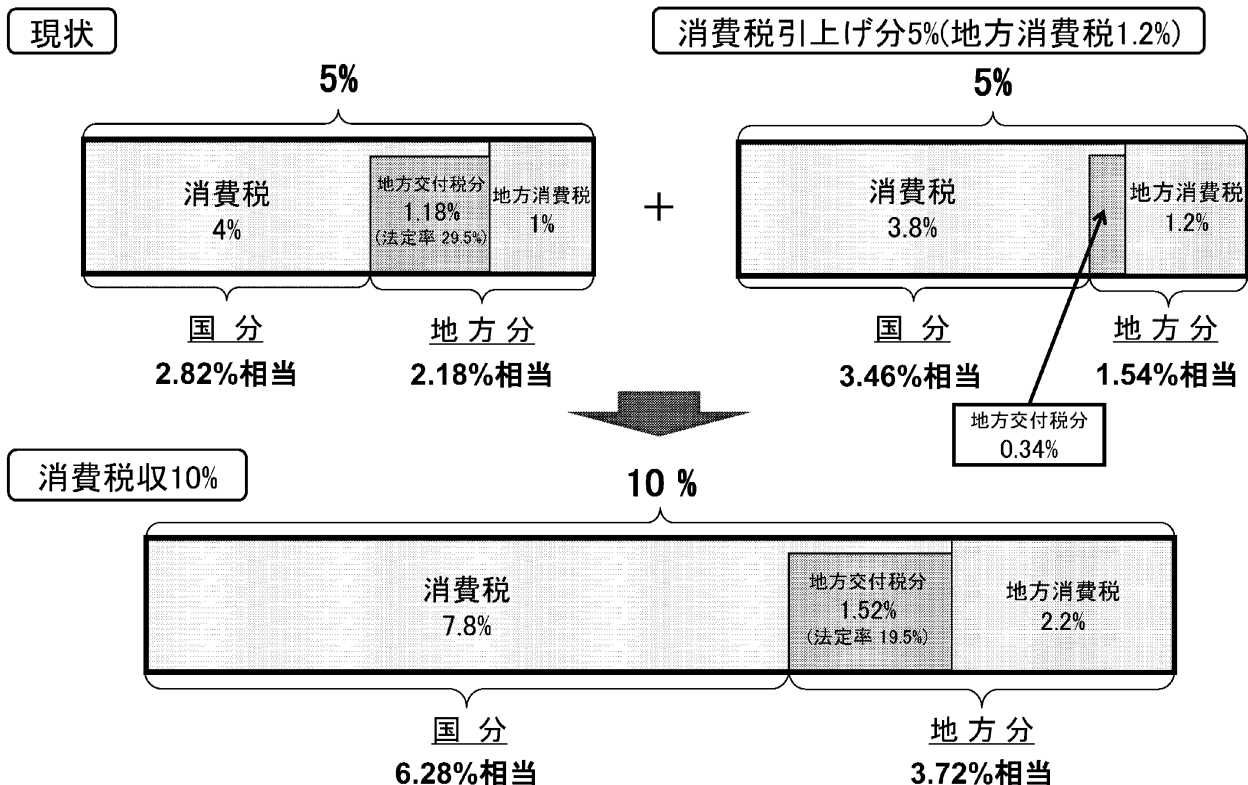 現状
5%
消費税
4%
地方交付税分
1.18%
(法定率 29.5%)
地方消費税
1%
国 分
2.82%相当
地 方 分
2.18%相当
+
消費税引上げ分5%(地方消費税1.2%)
5%
消費税
3.8%
地方消費税
1.2%
国 分
3.46%相当
地 方 分
1.54%相当
地方交付税分
0.34%
消費税収10%
10 %
消費税
7.8%
地方交付税分
1.52%
(法定率 19.5%)
地方消費税
2.2%
国 分
6.28%相当
地 方 分
3.72%相当